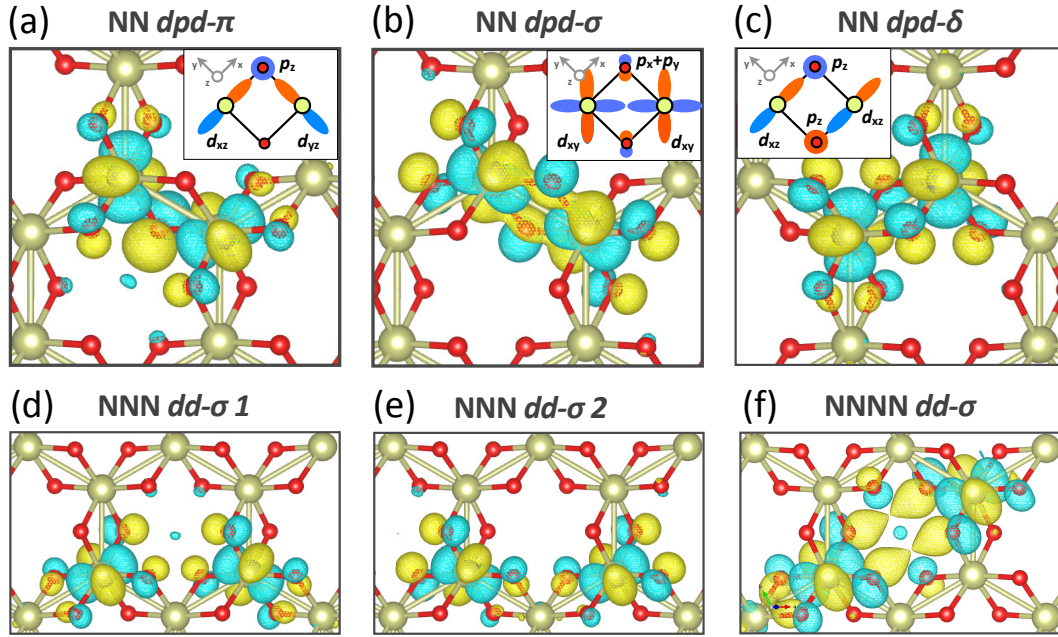 (a) NN dpd-π
y x z
pz
dxz dyz
(b) NN dpd-σ
y x z
px+py
dxy dxy
(c) NN dpd-δ
y x z
pz
dxz
pz
dxz
(d) NNN dd-σ 1
(e) NNN dd-σ 2
(f) NNNN dd-σ